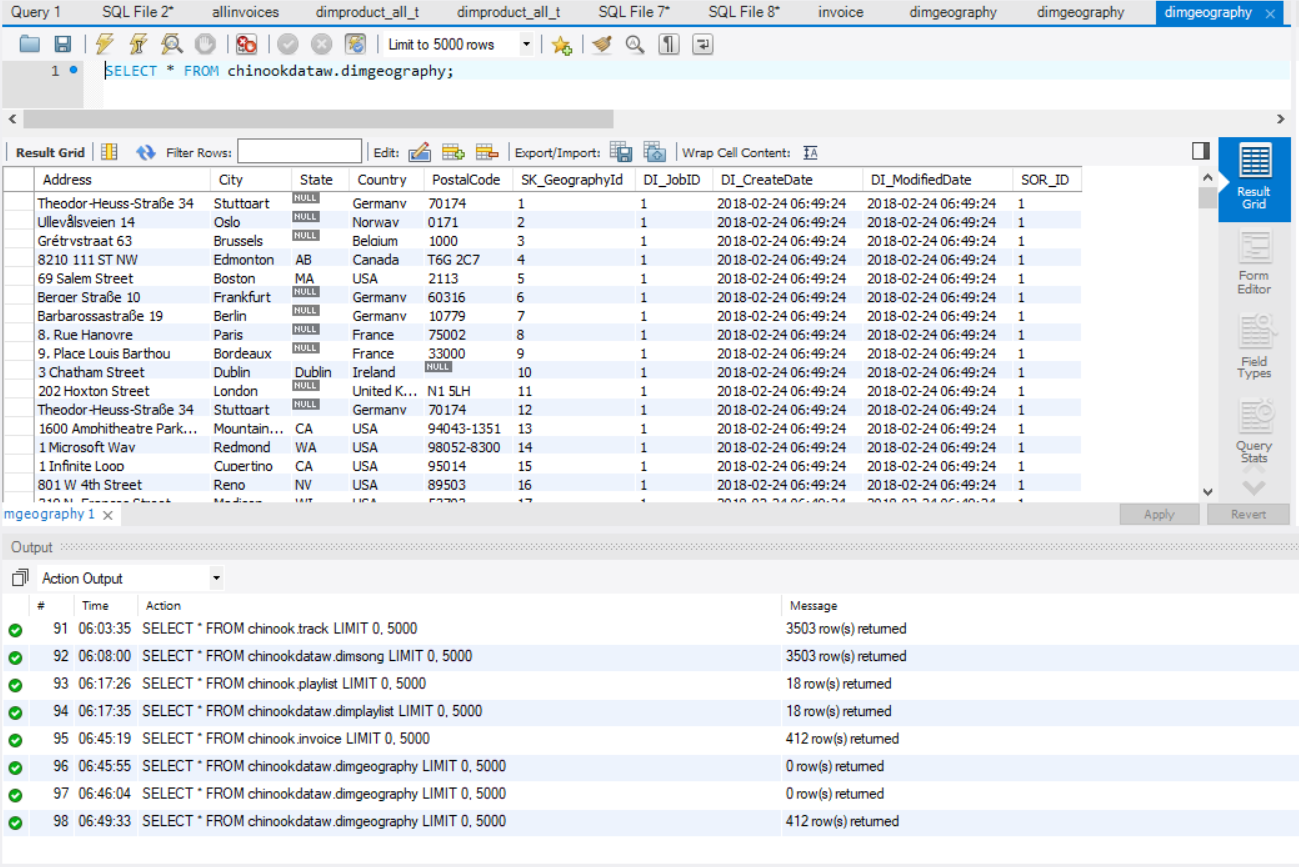 Query 1 SQL File 2* allinvoices dimproduct_all_t dimproduct_all_t SQL File 7* SQL File 8* invoice dimgeography dimgeography dimgeography
Limit to 5000 rows
1 SELECT * FROM chinookdataw.dimgeography;
Result Grid Filter Rows: Edit: Export/Import: Wrap Cell Content:
Address City State Country PostalCode SK_GeographyId DI_JobID DI_CreateDate DI_ModifiedDate SOR_ID
Theodor-Heuss-Straße 34 Stuttgart NULL Germany 70174 1 1 2018-02-24 06:49:24 2018-02-24 06:49:24 1
Ullevålsveien 14 Oslo NULL Norway 0171 2 1 2018-02-24 06:49:24 2018-02-24 06:49:24 1
Grétrystraat 63 Brussels NULL Belgium 1000 3 1 2018-02-24 06:49:24 2018-02-24 06:49:24 1
8210 111 ST NW Edmonton AB Canada T6G 2C7 4 1 2018-02-24 06:49:24 2018-02-24 06:49:24 1
69 Salem Street Boston MA USA 2113 5 1 2018-02-24 06:49:24 2018-02-24 06:49:24 1
Berger Straße 10 Frankfurt NULL Germany 60316 6 1 2018-02-24 06:49:24 2018-02-24 06:49:24 1
Barbarossastraße 19 Berlin NULL Germany 10779 7 1 2018-02-24 06:49:24 2018-02-24 06:49:24 1
8, Rue Hanovre Paris NULL France 75002 8 1 2018-02-24 06:49:24 2018-02-24 06:49:24 1
9, Place Louis Barthou Bordeaux NULL France 33000 9 1 2018-02-24 06:49:24 2018-02-24 06:49:24 1
3 Chatham Street Dublin Dublin Ireland NULL 10 1 2018-02-24 06:49:24 2018-02-24 06:49:24 1
202 Hoxton Street London NULL United K... N1 5LH 11 1 2018-02-24 06:49:24 2018-02-24 06:49:24 1
Theodor-Heuss-Straße 34 Stuttgart NULL Germany 70174 12 1 2018-02-24 06:49:24 2018-02-24 06:49:24 1
1600 Amphitheatre Park... Mountain... CA USA 94043-1351 13 1 2018-02-24 06:49:24 2018-02-24 06:49:24 1
1 Microsoft Way Redmond WA USA 98052-8300 14 1 2018-02-24 06:49:24 2018-02-24 06:49:24 1
1 Infinite Loop Cupertino CA USA 95014 15 1 2018-02-24 06:49:24 2018-02-24 06:49:24 1
801 W 4th Street Reno NV USA 89503 16 1 2018-02-24 06:49:24 2018-02-24 06:49:24 1
Result
Grid
Form
Editor
Field
Types
Query
Stats
mgeography 1 Apply Revert
Output
Action Output
# Time Action Message
91 06:03:35 SELECT * FROM chinook.track LIMIT 0, 5000 3503 row(s) returned
92 06:08:00 SELECT * FROM chinookdataw.dimsong LIMIT 0, 5000 3503 row(s) returned
93 06:17:26 SELECT * FROM chinook.playlist LIMIT 0, 5000 18 row(s) returned
94 06:17:35 SELECT * FROM chinookdataw.dimplaylist LIMIT 0, 5000 18 row(s) returned
95 06:45:19 SELECT * FROM chinook.invoice LIMIT 0, 5000 412 row(s) returned
96 06:45:55 SELECT * FROM chinookdataw.dimgeography LIMIT 0, 5000 0 row(s) returned
97 06:46:04 SELECT * FROM chinookdataw.dimgeography LIMIT 0, 5000 0 row(s) returned
98 06:49:33 SELECT * FROM chinookdataw.dimgeography LIMIT 0, 5000 412 row(s) returned